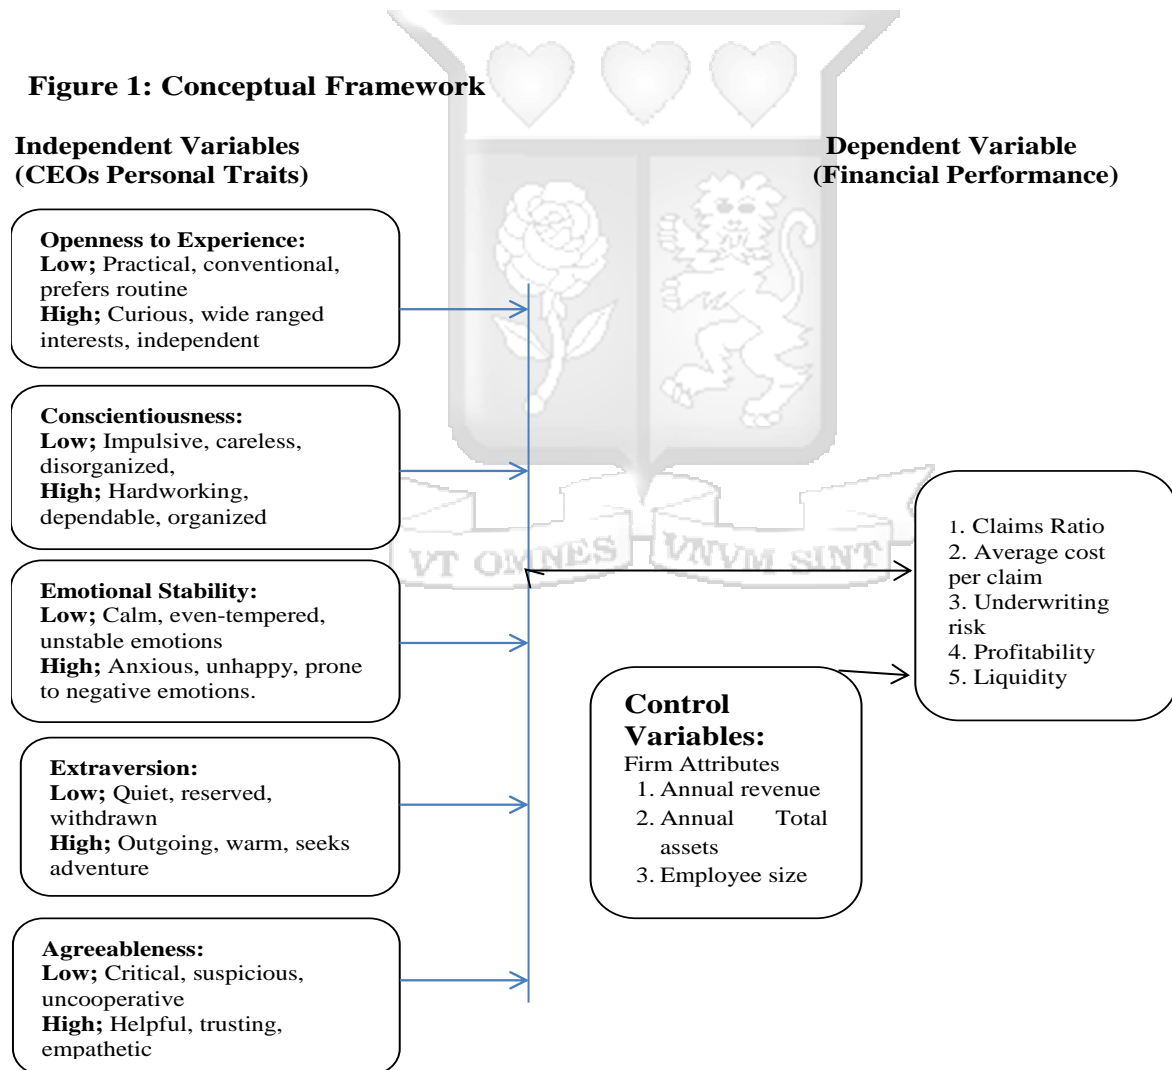 Figure 1: Conceptual Framework
Independent Variables
(CEOs Personal Traits)
Dependent Variable
(Financial Performance)
Openness to Experience:
Low; Practical, conventional,
prefers routine
High; Curious, wide ranged
interests, independent
Conscientiousness:
Low; Impulsive, careless,
disorganized,
High; Hardworking,
dependable, organized
Emotional Stability:
Low; Calm, even-tempered,
unstable emotions
High; Anxious, unhappy, prone
to negative emotions.
Extraversion:
Low; Quiet, reserved,
withdrawn
High; Outgoing, warm, seeks
adventure
Agreeableness:
Low; Critical, suspicious,
uncooperative
High; Helpful, trusting,
empathetic
VT OMNES VNVM SINT
Control
Variables:
Firm Attributes
1. Annual revenue
2. Annual Total
assets
3. Employee size
1. Claims Ratio
2. Average cost
per claim
3. Underwriting
risk
4. Profitability
5. Liquidity